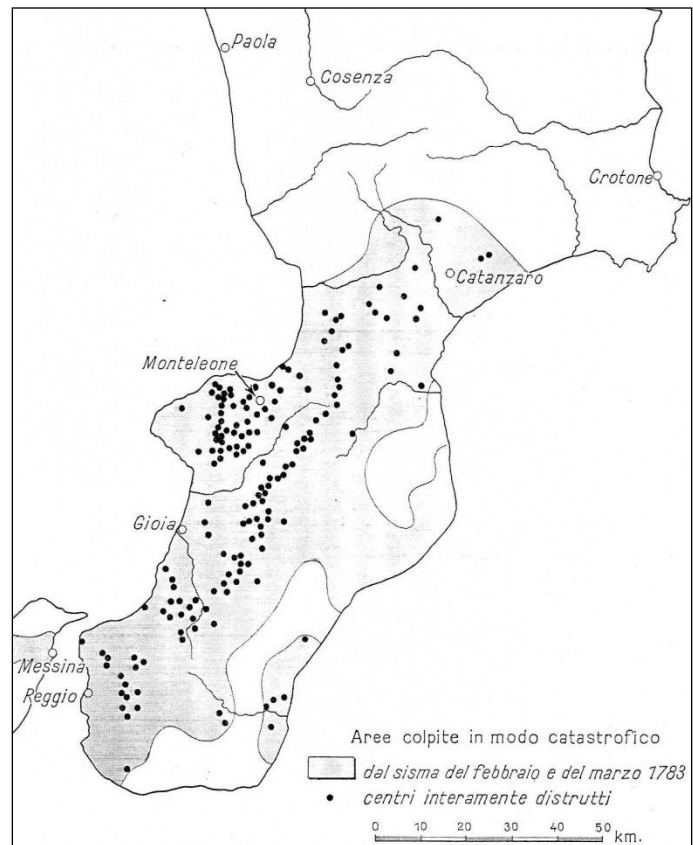 Paola
Cosenza
Crotone
Catanzaro
Monteleone
Gioia
Messina
Reggio
Aree colpite in modo catastrofico
dal sisma del febbraio e del marzo 1783
centri interamente distrutti
0 10 20 30 40 50 km.